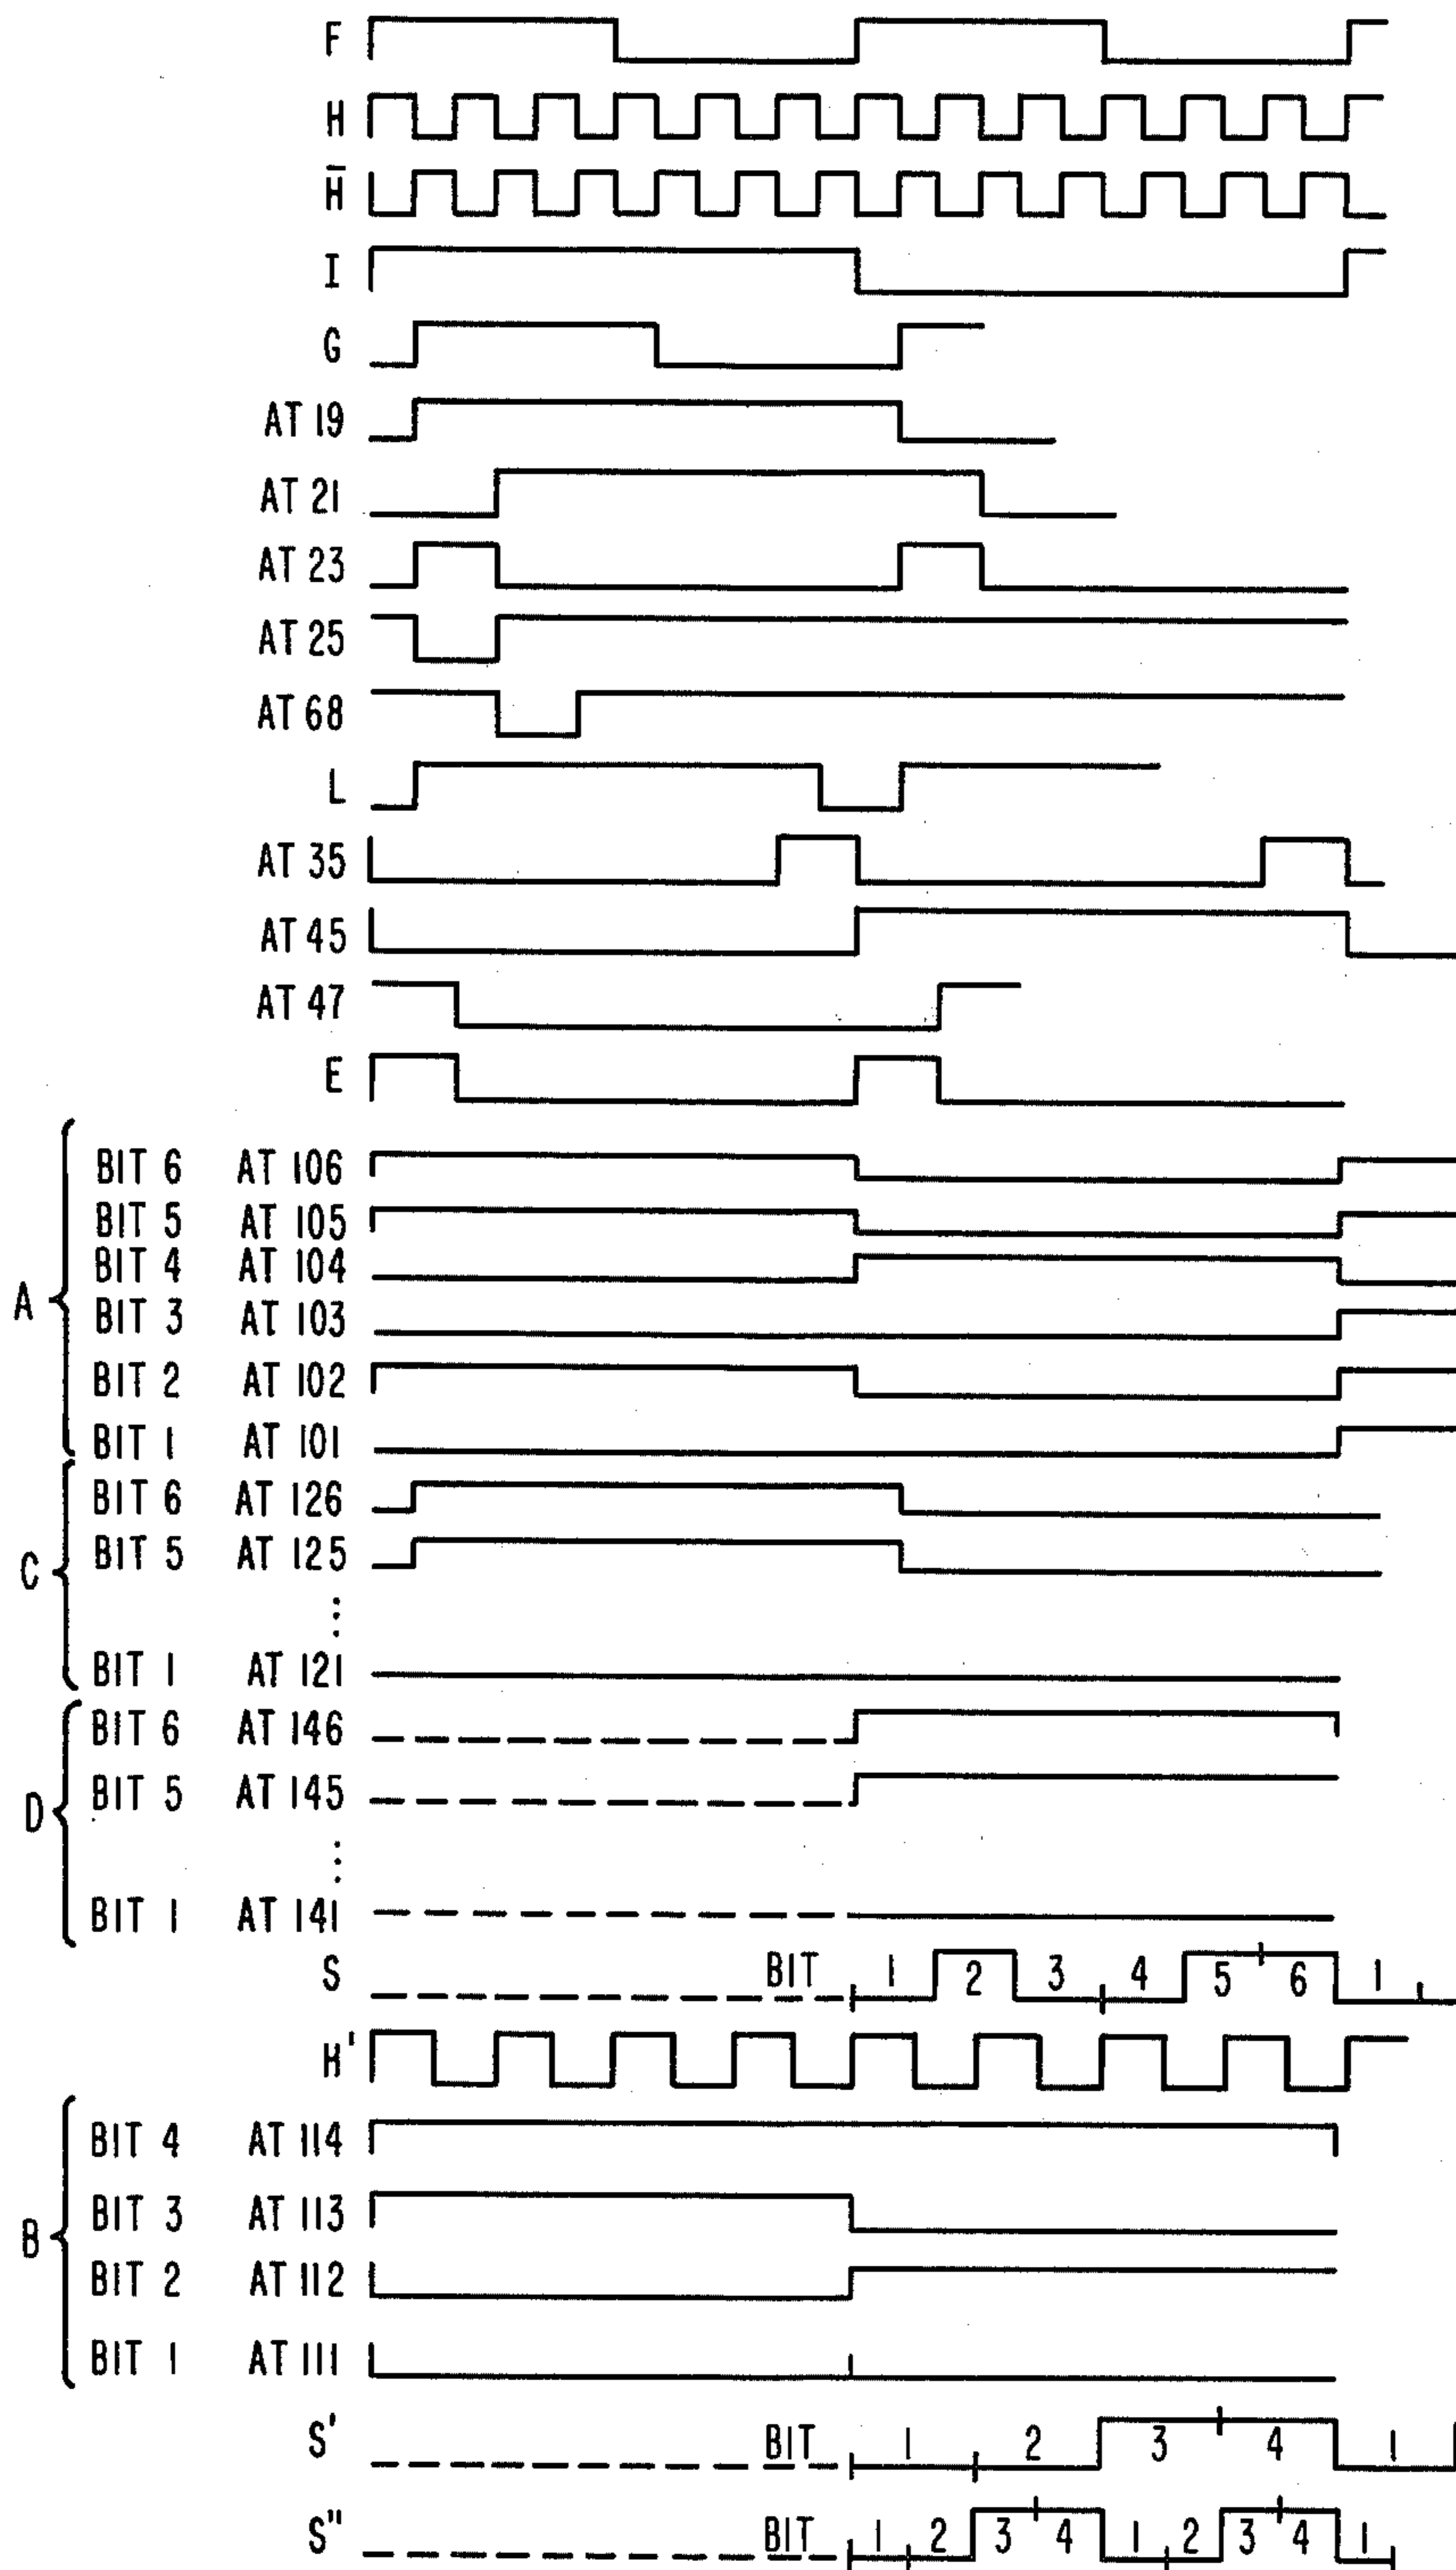 F
H
H̄
I
G
AT 19
AT 21
AT 23
AT 25
AT 68
L
AT 35
AT 45
AT 47
E
A
BIT 6 AT 106
BIT 5 AT 105
BIT 4 AT 104
BIT 3 AT 103
BIT 2 AT 102
BIT 1 AT 101
C
BIT 6 AT 126
BIT 5 AT 125
⋮
BIT 1 AT 121
D
BIT 6 AT 146
BIT 5 AT 145
⋮
BIT 1 AT 141
S BIT 1 2 3 4 5 6 1
H'
B
BIT 4 AT 114
BIT 3 AT 113
BIT 2 AT 112
BIT 1 AT 111
S' BIT 1 2 3 4 1
S" BIT 1 2 3 4 1 2 3 4 1